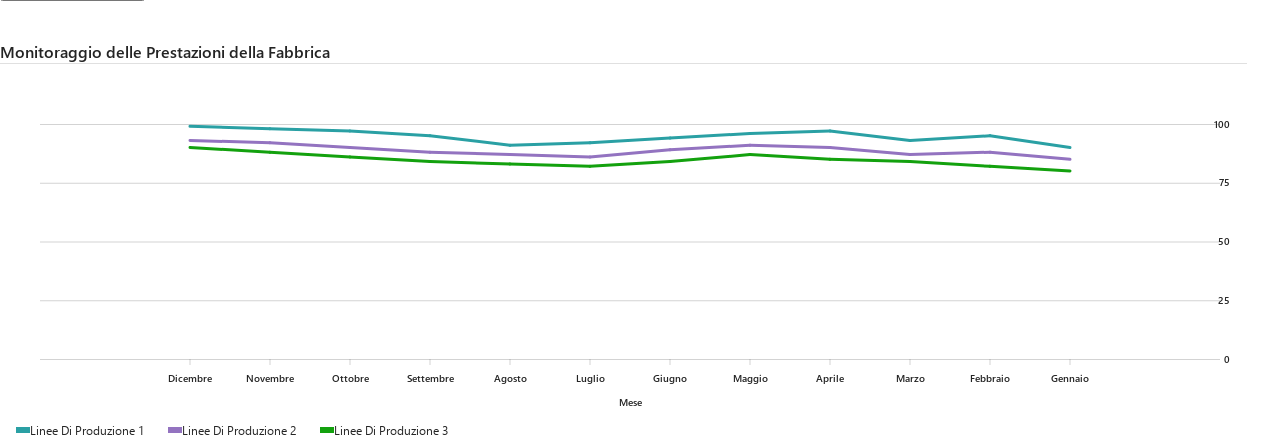 Monitoraggio delle Prestazioni della Fabbrica
100
75
50
25
0
Dicembre Novembre Ottobre Settembre Agosto Luglio Giugno Maggio Aprile Marzo Febbraio Gennaio
Mese
Linee Di Produzione 1 Linee Di Produzione 2 Linee Di Produzione 3